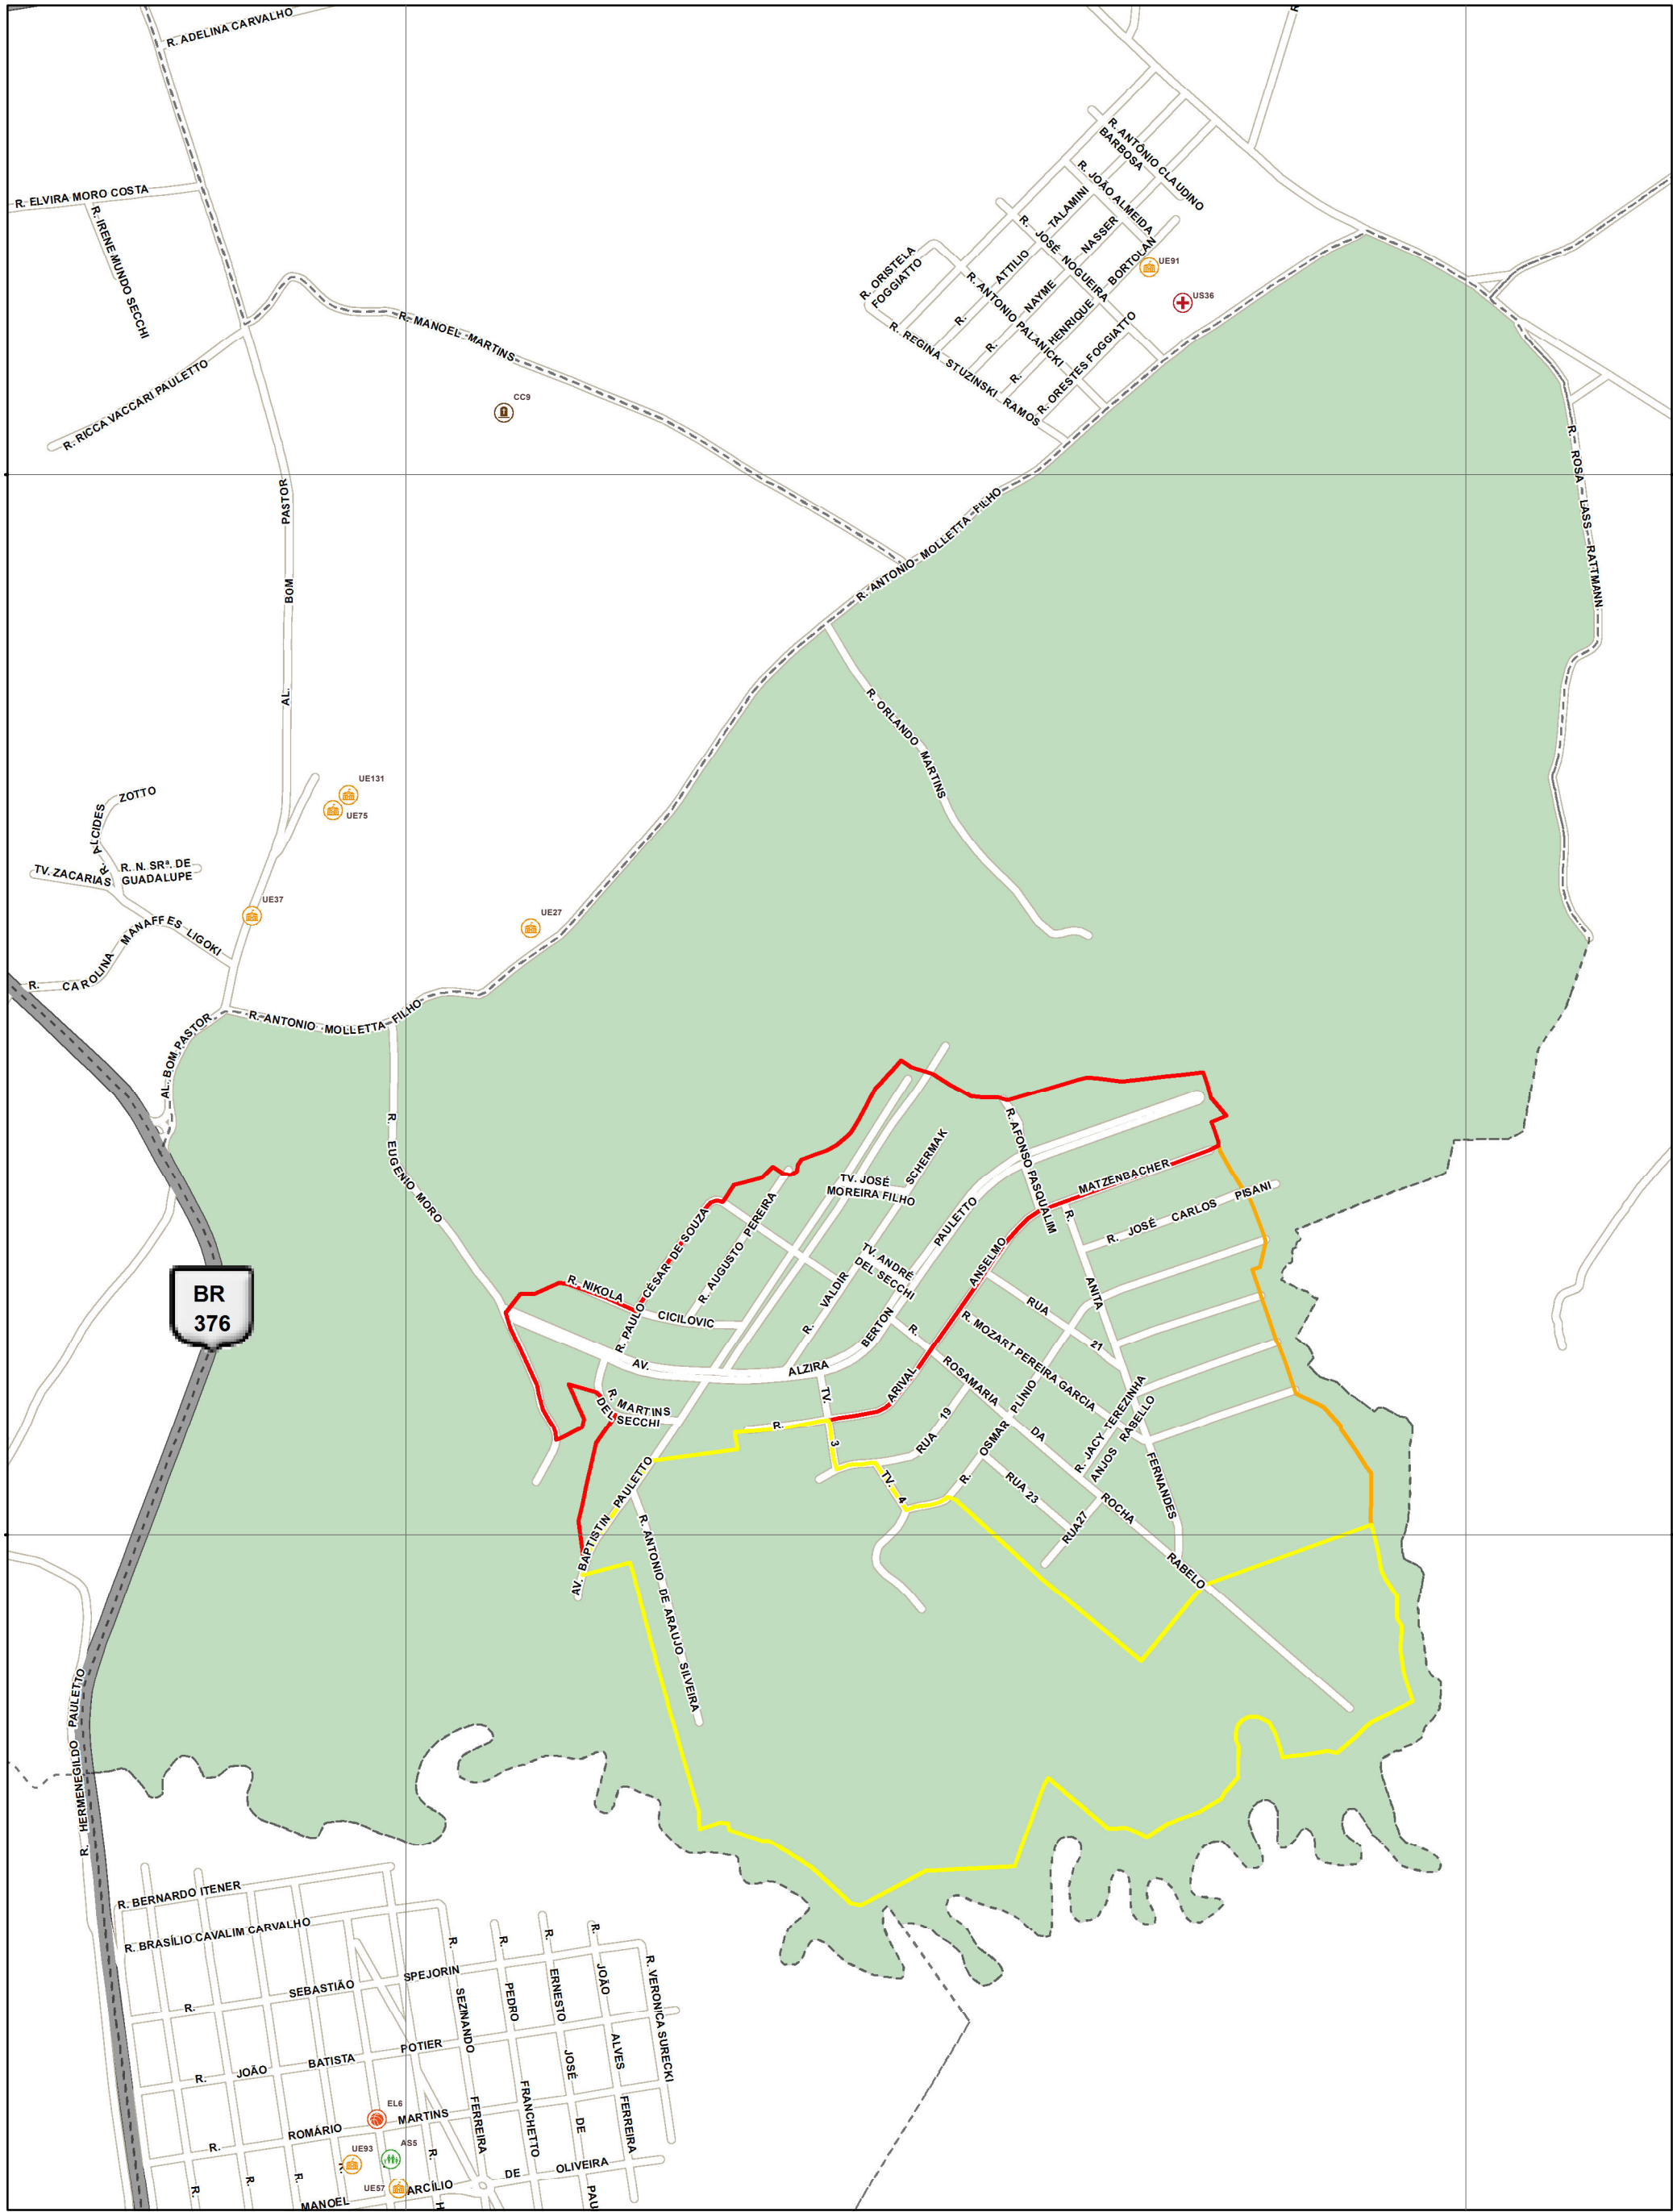 R. ADELINA CARVALHO
R. ANTÔNIO CLAUDINO
BARBOSA
R. JOÃO ALMEIDA
R. ELVIRA MORO COSTA
R. IRENE MUNDO SECCHI
R. ATTILIO TALAMINI
R. NAYME NASSER
R. JOSÉ NOGUEIRA
R. HENRIQUE BORTOLAN
UE91
US36
R. ORISTELA
FOGGIATTO
R. ANTONIO PALANICKI
R. REGINA STUZINSKI RAMOS
R. ORESTES FOGGIATTO
R. MANOEL MARTINS
R. RICCA VACCARI PAULETTO
CC9
R. ROSA LASS RATTMANN
AL. BOM PASTOR
R. ANTONIO MOLLETTA FILHO
R. ORLANDO MARTINS
UE131
UE75
R. ALCIDES ZOTTO
TV. ZACARIAS
R. N. SRª. DE
GUADALUPE
UE37
UE27
R. CAROLINA MANAFFES LIGOKI
AL. BOM PASTOR
R. ANTONIO MOLLETTA FILHO
R. EUGENIO MORO
R. AFONSO PASQUALIM
R. VALDIR SCHERMAK
TV. JOSÉ
MOREIRA FILHO
R. ARIVAL ANSELMO MATZENBACHER
R. JOSÉ CARLOS PISANI
R. PAULO CÉSAR DE SOUZA
R. AUGUSTO PEREIRA
AV. ALZIRA BERTON PAULETTO
TV. ANDRÉ
DEL SECCHI
R. ANITA FERNANDES
BR
376
R. NIKOLA CICILOVIC
RUA 21
R. MOZART PEREIRA GARCIA
R. ROSAMARIA DA ROCHA RABELO
R. MARTINS
DEL SECCHI
TV. 3
RUA 19
R. OSMAR PLÍNIO
R. JACY TEREZINHA
ANJOS RABELLO
TV. 4
RUA 23
RUA27
AV. BAPTISTIN PAULETTO
R. ANTONIO DE ARAUJO SILVEIRA
R. HERMENEGILDO PAULETTO
R. BERNARDO ITENER
R. BRASÍLIO CAVALIM CARVALHO
R. SEBASTIÃO SPEJORIN
R. SEZINANDO FERREIRA
R. PEDRO FRANCHETTO
R. ERNESTO JOSÉ DE PAU
R. JOÃO ALVES FERREIRA
R. VERONICA SURECKI
R. JOÃO BATISTA POTIER
EL6
R. ROMÁRIO MARTINS
UE93
AS5
R. H
R.
R.
R.
UE57
MANOEL
ARCÍLIO DE OLIVEIRA